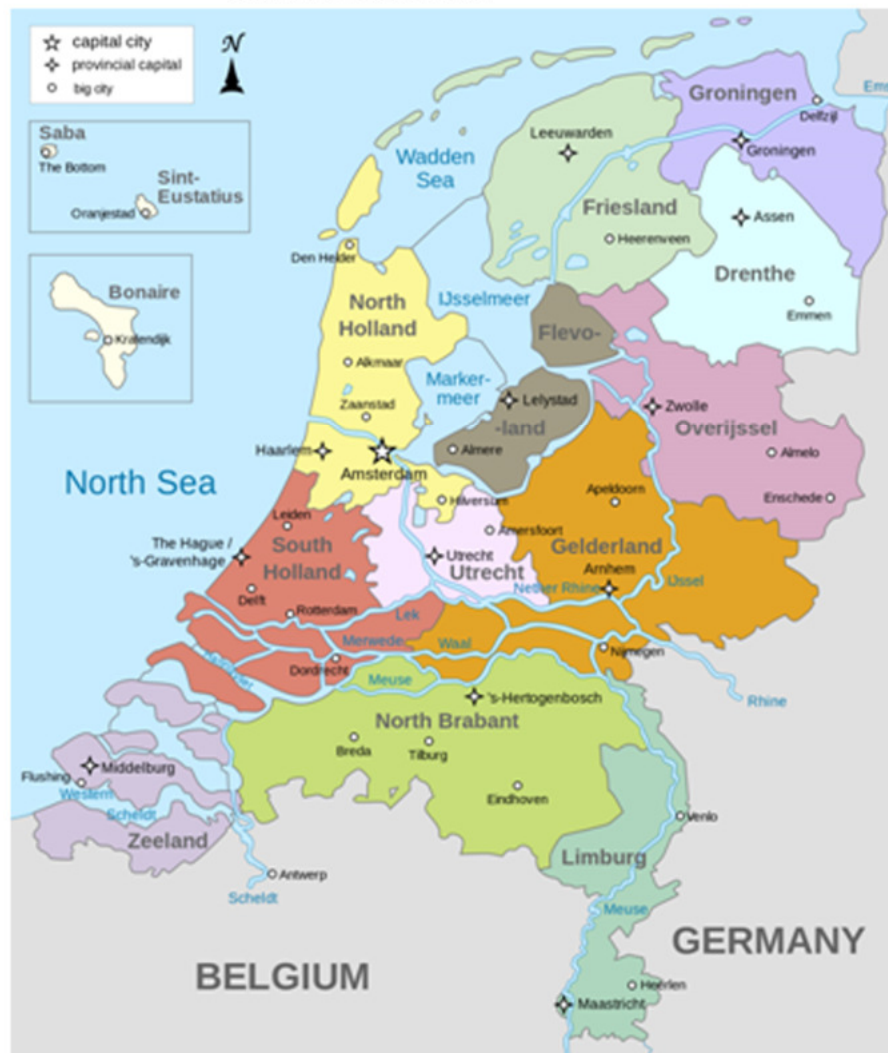 capital city
provincial capital
big city
N
Saba
The Bottom
Sint-
Eustatius
Oranjestad
Bonaire
Kralendijk
Groningen
Delfzijl
Groningen
Leeuwarden
Wadden
Sea
Friesland
Heerenveen
Assen
Drenthe
Emmen
Den Helder
North
Holland
IJsselmeer
Flevo-
Alkmaar
Marker-
meer
Zaanstad
Lelystad
-land
Almere
Zwolle
Overijssel
Almelo
Enschede
Haarlem
Amsterdam
Hilversum
North Sea
Apeldoorn
Leiden
Amersfoort
The Hague /
's-Gravenhage
South
Holland
Utrecht
Utrecht
Gelderland
Arnhem
Nether Rhine
IJssel
Delft
Rotterdam
Lek
Merwede
Waal
Nijmegen
Dordrecht
Meuse
Rhine
's-Hertogenbosch
North Brabant
Breda
Tilburg
Eindhoven
Middelburg
Flushing
Western
Scheldt
Zeeland
Venlo
Limburg
Antwerp
Scheldt
Meuse
GERMANY
BELGIUM
Heerlen
Maastricht